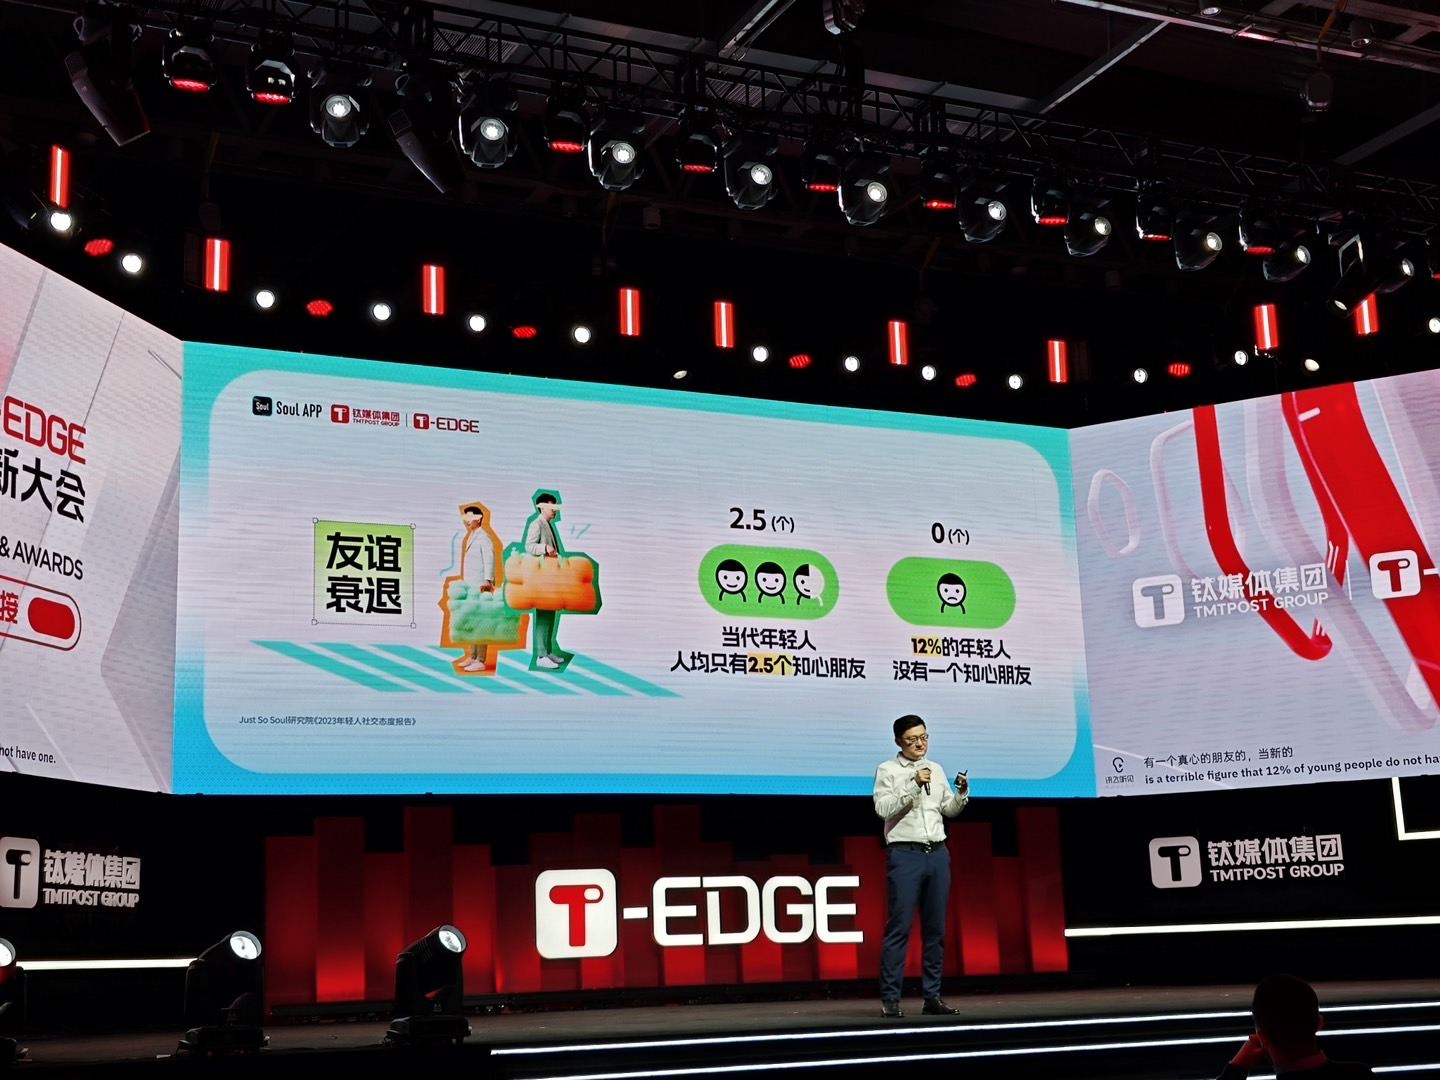 -EDGE
新大会
& AWARDS
接
not have one.
Soul
Soul APP
钛媒体集团
TMTPOST GROUP
T-EDGE
友谊
衰退
2.5(个)
当代年轻人
人均只有2.5个知心朋友
0(个)
12%的年轻人
没有一个知心朋友
Just So Soul研究院《2023年轻人社交态度报告》
钛媒体集团
TMTPOST GROUP
T-
讯飞听见
有一个真心的朋友的，当新的
is a terrible figure that 12% of young people do not ha
钛媒体集团
TMTPOST GROUP
T-EDGE
钛媒体集团
TMTPOST GROUP